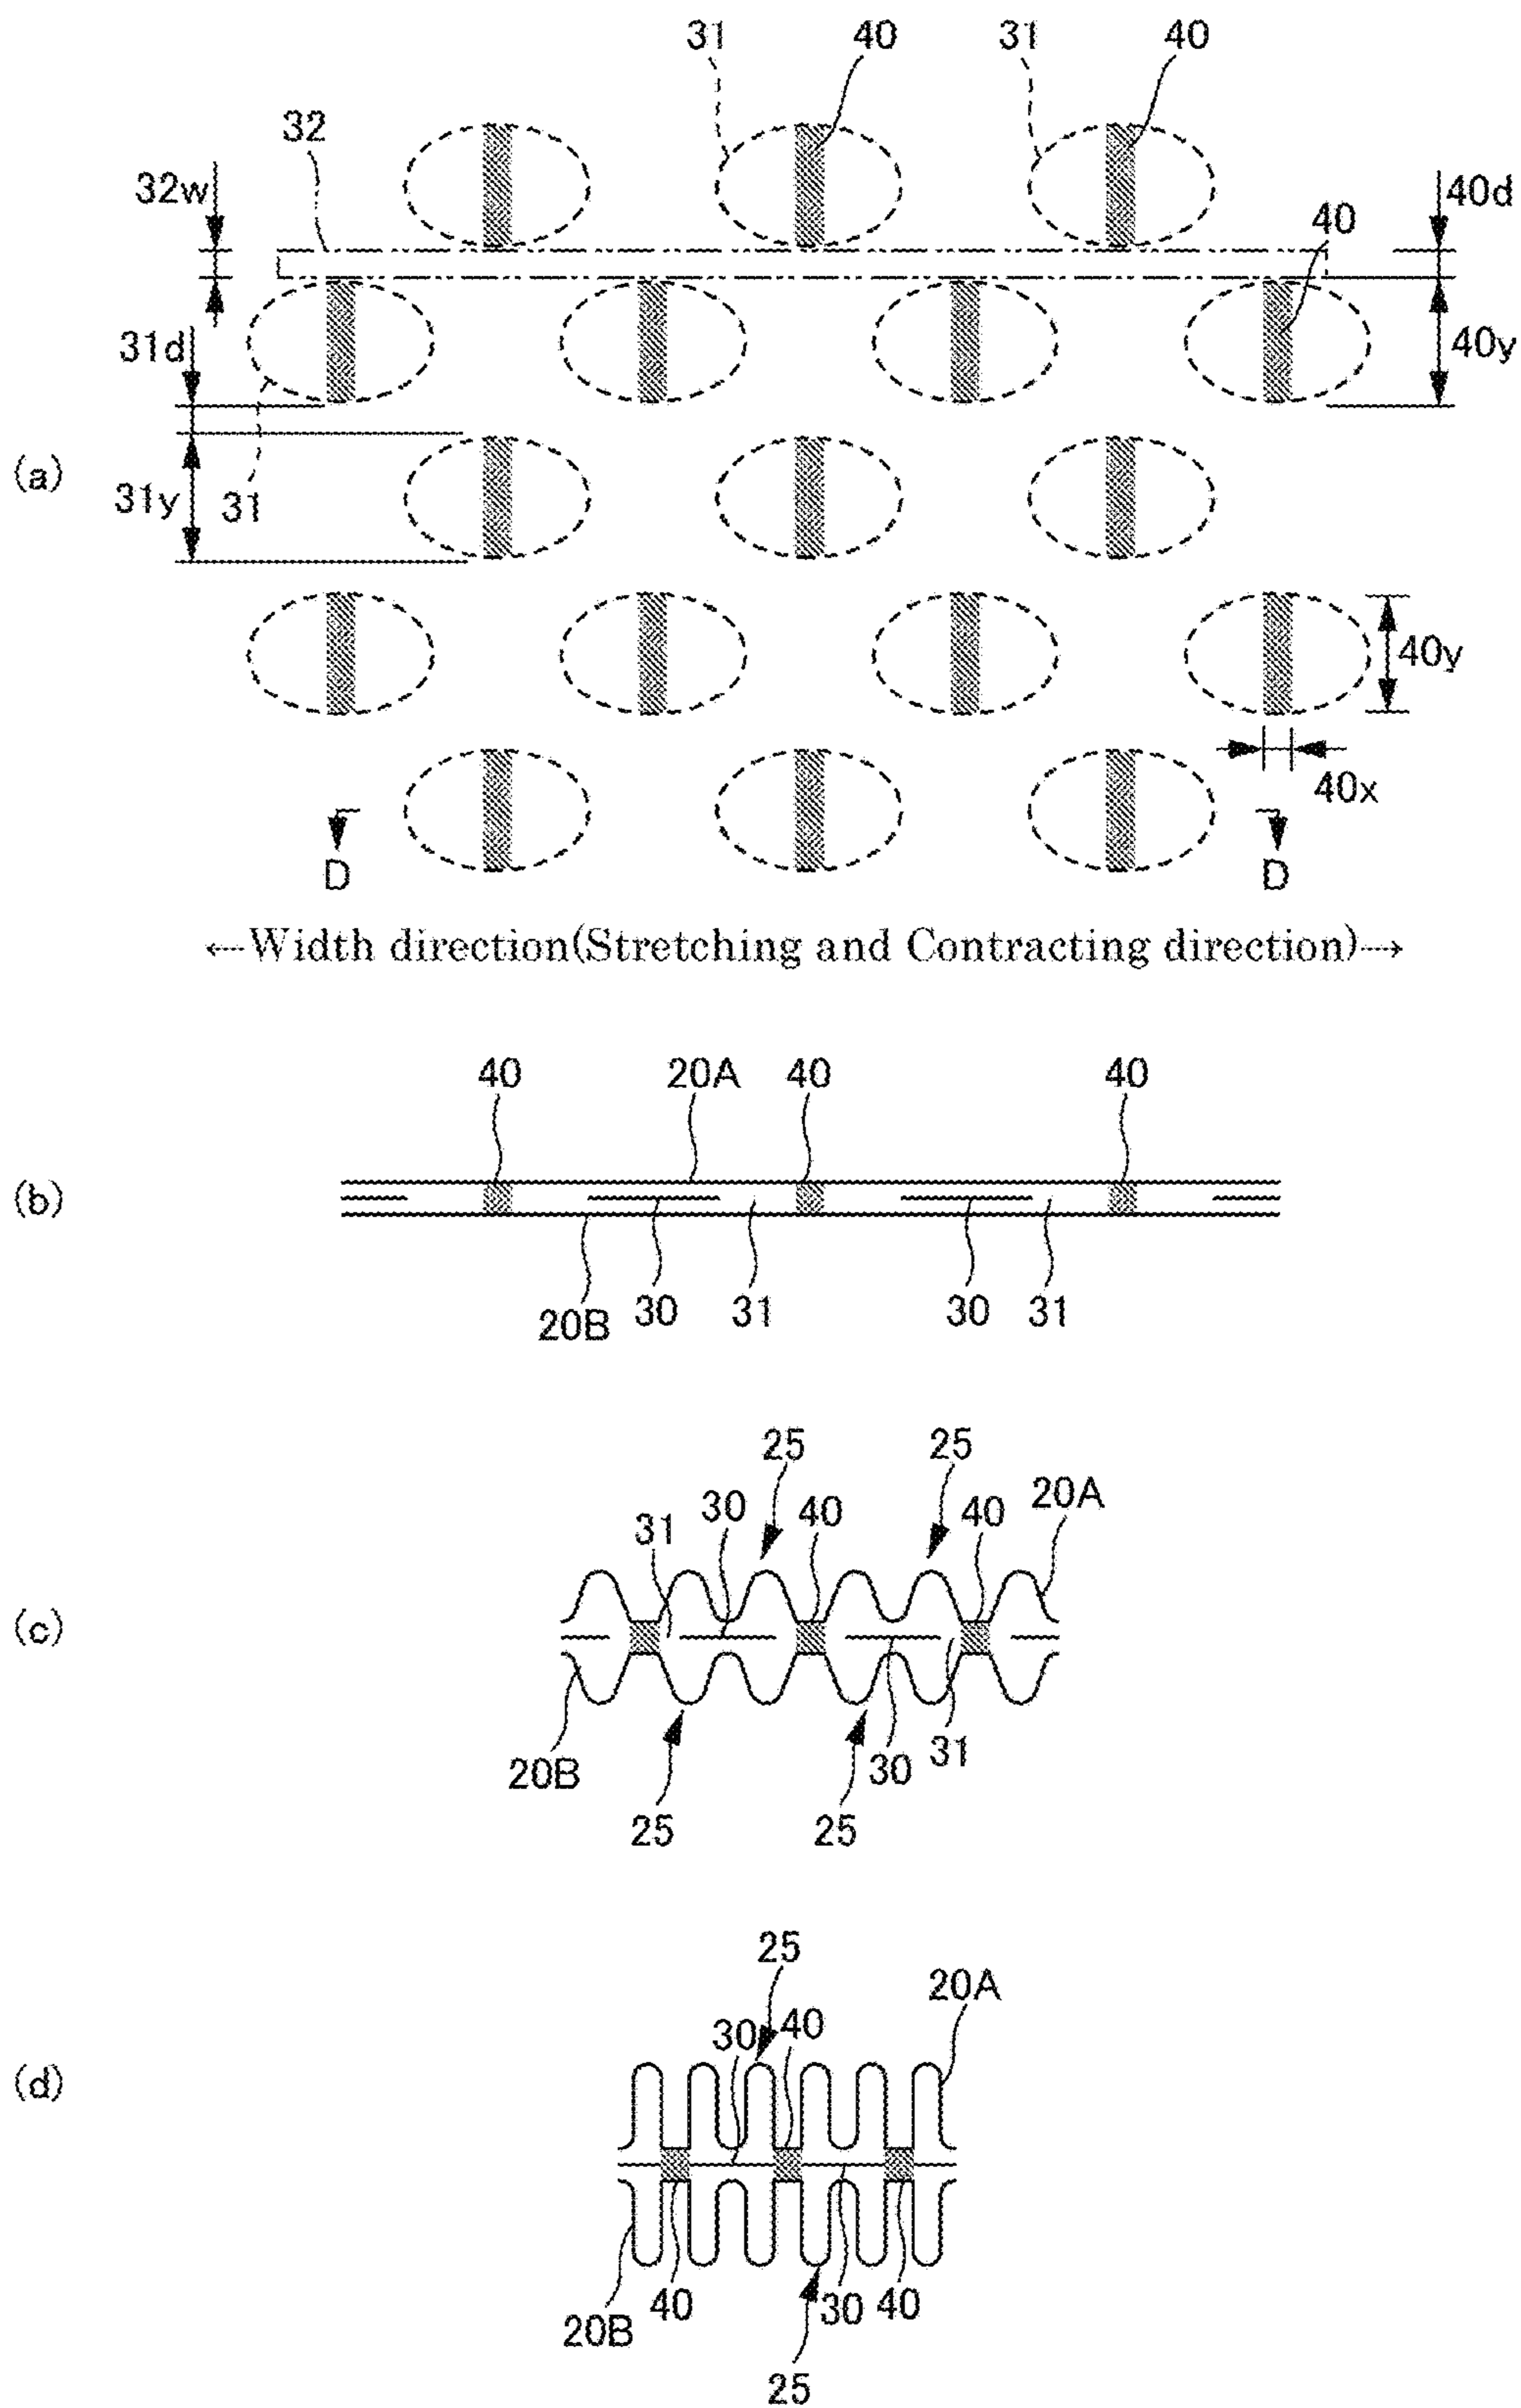 31 40 31 40
32
32w 40d
40
31d 40y
(a)
31y 31
40y
40x
D D
←Width direction(Stretching and Contracting direction)→
40 20A 40 40
(b)
20B 30 31 30 31
25 25
30 40 40 20A
31
(c)
20B 30 31
25 25
25
20A
30 40
(d)
20B 40 30 40
25